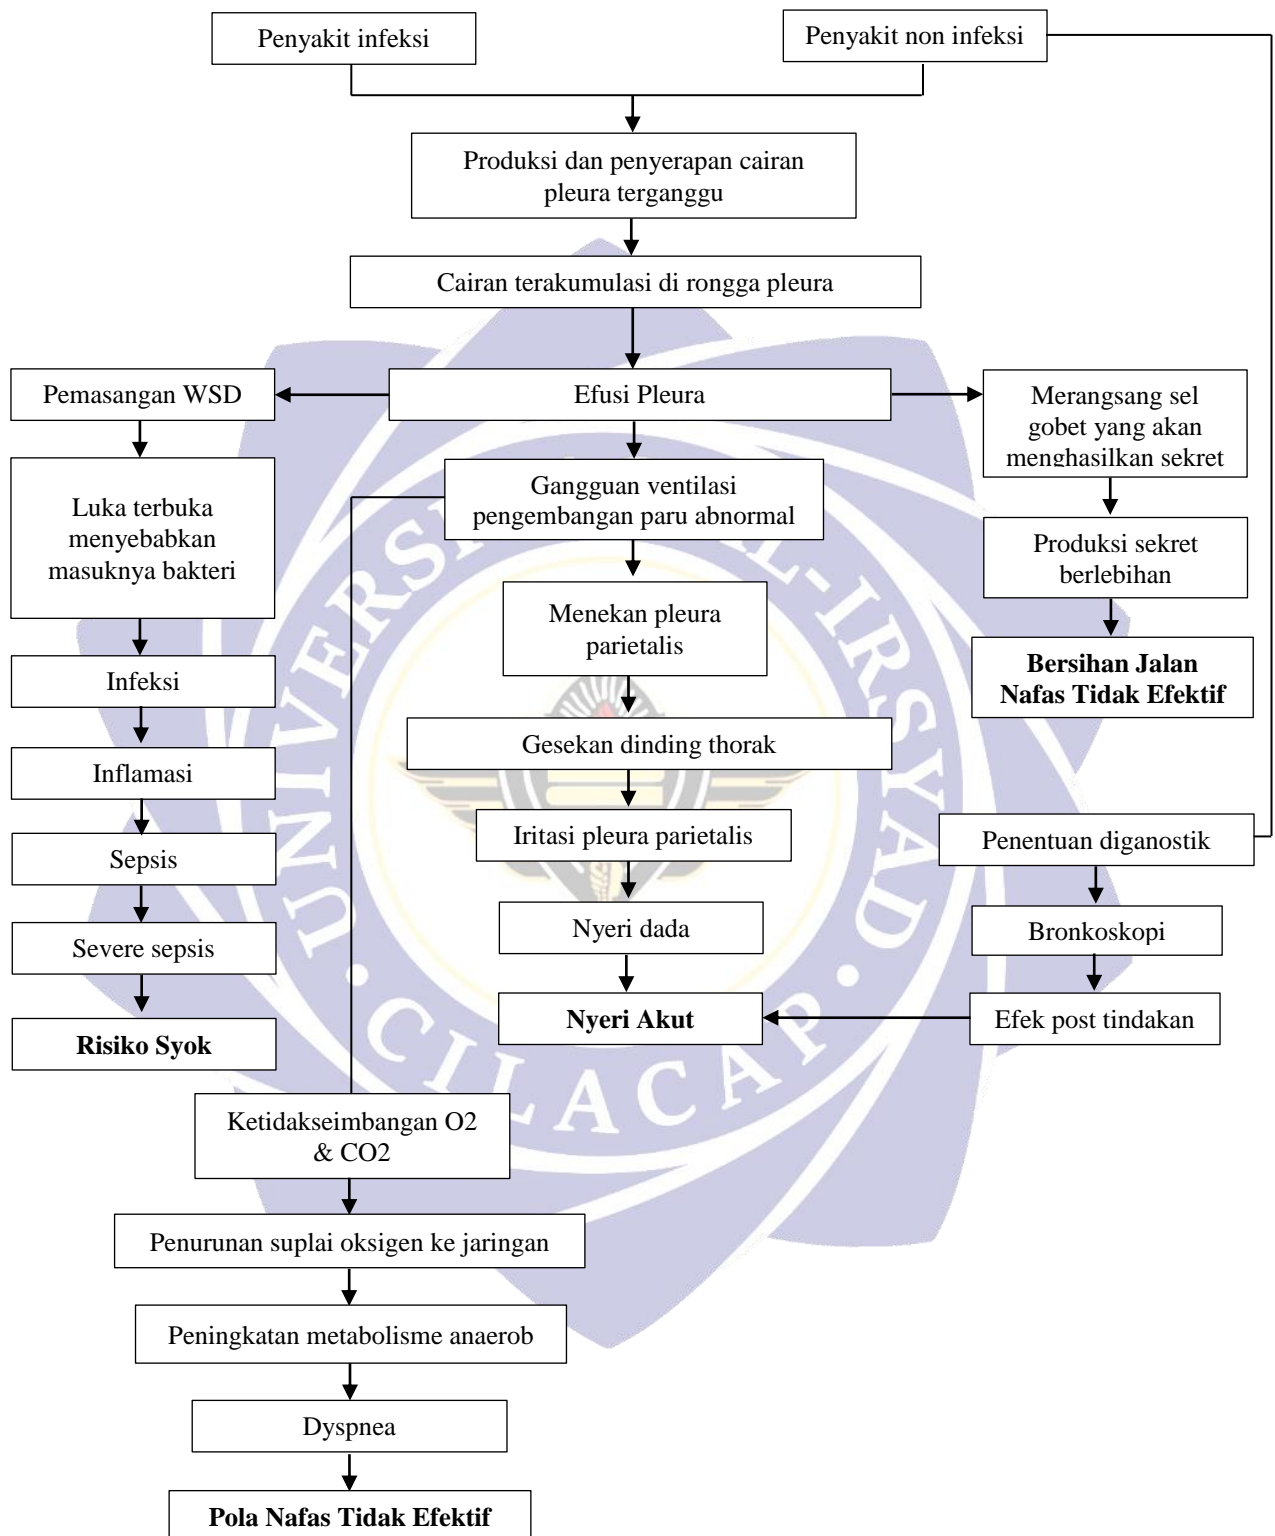 Penyakit infeksi
Penyakit non infeksi
Produksi dan penyerapan cairan
pleura terganggu
Cairan terakumulasi di rongga pleura
Pemasangan WSD
Efusi Pleura
Merangsang sel
gobet yang akan
menghasilkan sekret
Luka terbuka
menyebabkan
masuknya bakteri
Gangguan ventilasi
pengembangan paru abnormal
Produksi sekret
berlebihan
Menekan pleura
parietalis
Bersihan Jalan
Nafas Tidak Efektif
Infeksi
Gesekan dinding thorak
Inflamasi
Iritasi pleura parietalis
Penentuan diganostik
Sepsis
Nyeri dada
Bronkoskopi
Severe sepsis
Nyeri Akut
Efek post tindakan
Risiko Syok
Ketidakseimbangan O2
& CO2
Penurunan suplai oksigen ke jaringan
Peningkatan metabolisme anaerob
Dyspnea
Pola Nafas Tidak Efektif
AL-IRSYAD
CILACAP